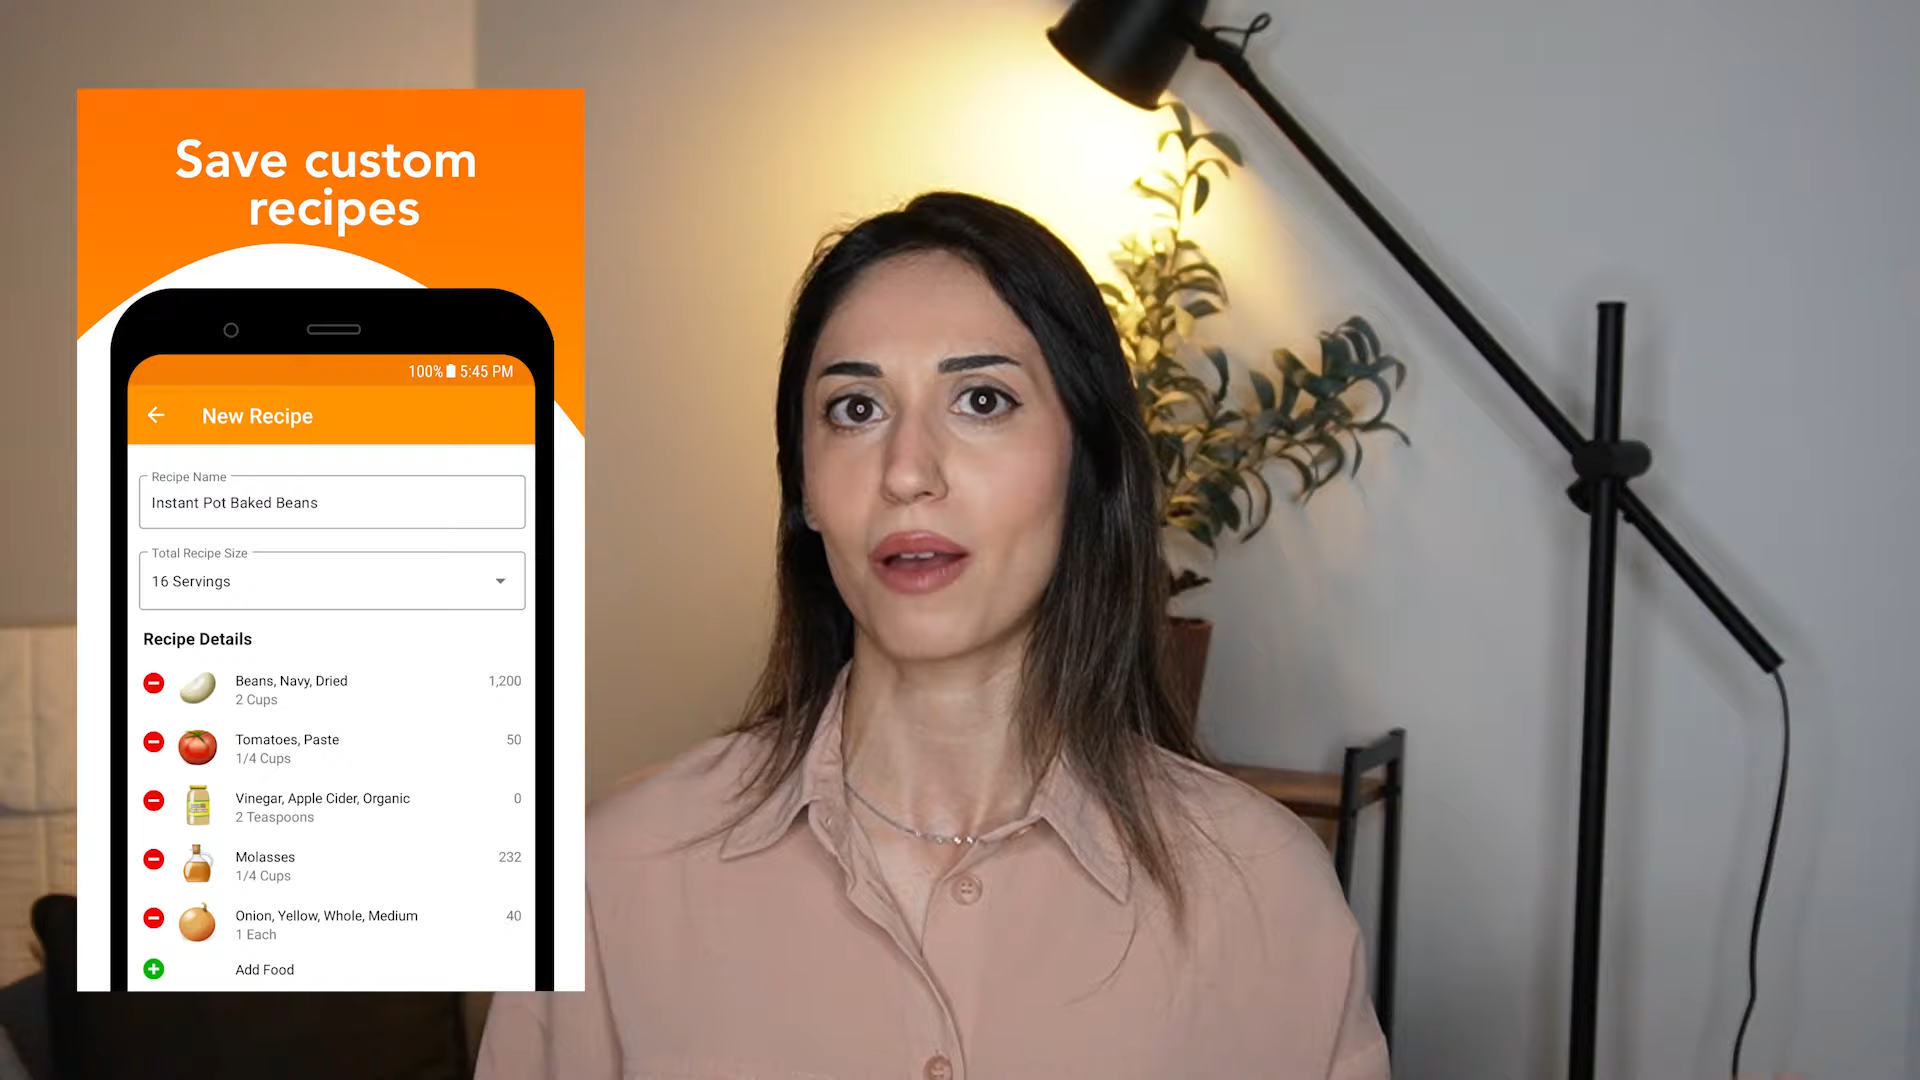 Save custom
recipes
100% 5:45 PM
New Recipe
Recipe Name
Instant Pot Baked Beans
Total Recipe Size
16 Servings
Recipe Details
Beans, Navy, Dried 1,200
2 Cups
Tomatoes, Paste 50
1/4 Cups
Vinegar, Apple Cider, Organic 0
2 Teaspoons
Molasses 232
1/4 Cups
Onion, Yellow, Whole, Medium 40
1 Each
Add Food